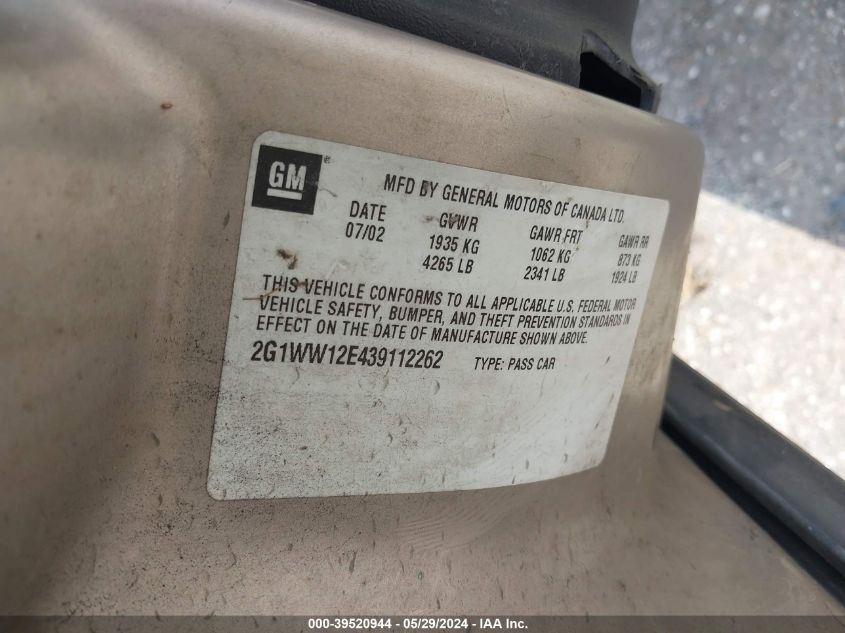 GM ®
MFD BY GENERAL MOTORS OF CANADA LTD.
DATE GVWR GAWR FRT GAWR RR
07/02 1935 KG 1062 KG 873 KG
4265 LB 2341 LB 1924 LB
THIS VEHICLE CONFORMS TO ALL APPLICABLE U.S. FEDERAL MOTOR
VEHICLE SAFETY, BUMPER, AND THEFT PREVENTION STANDARDS IN
EFFECT ON THE DATE OF MANUFACTURE SHOWN ABOVE.
2G1WW12E439112262 TYPE: PASS CAR
000-39520944 - 05/29/2024 - IAA Inc.